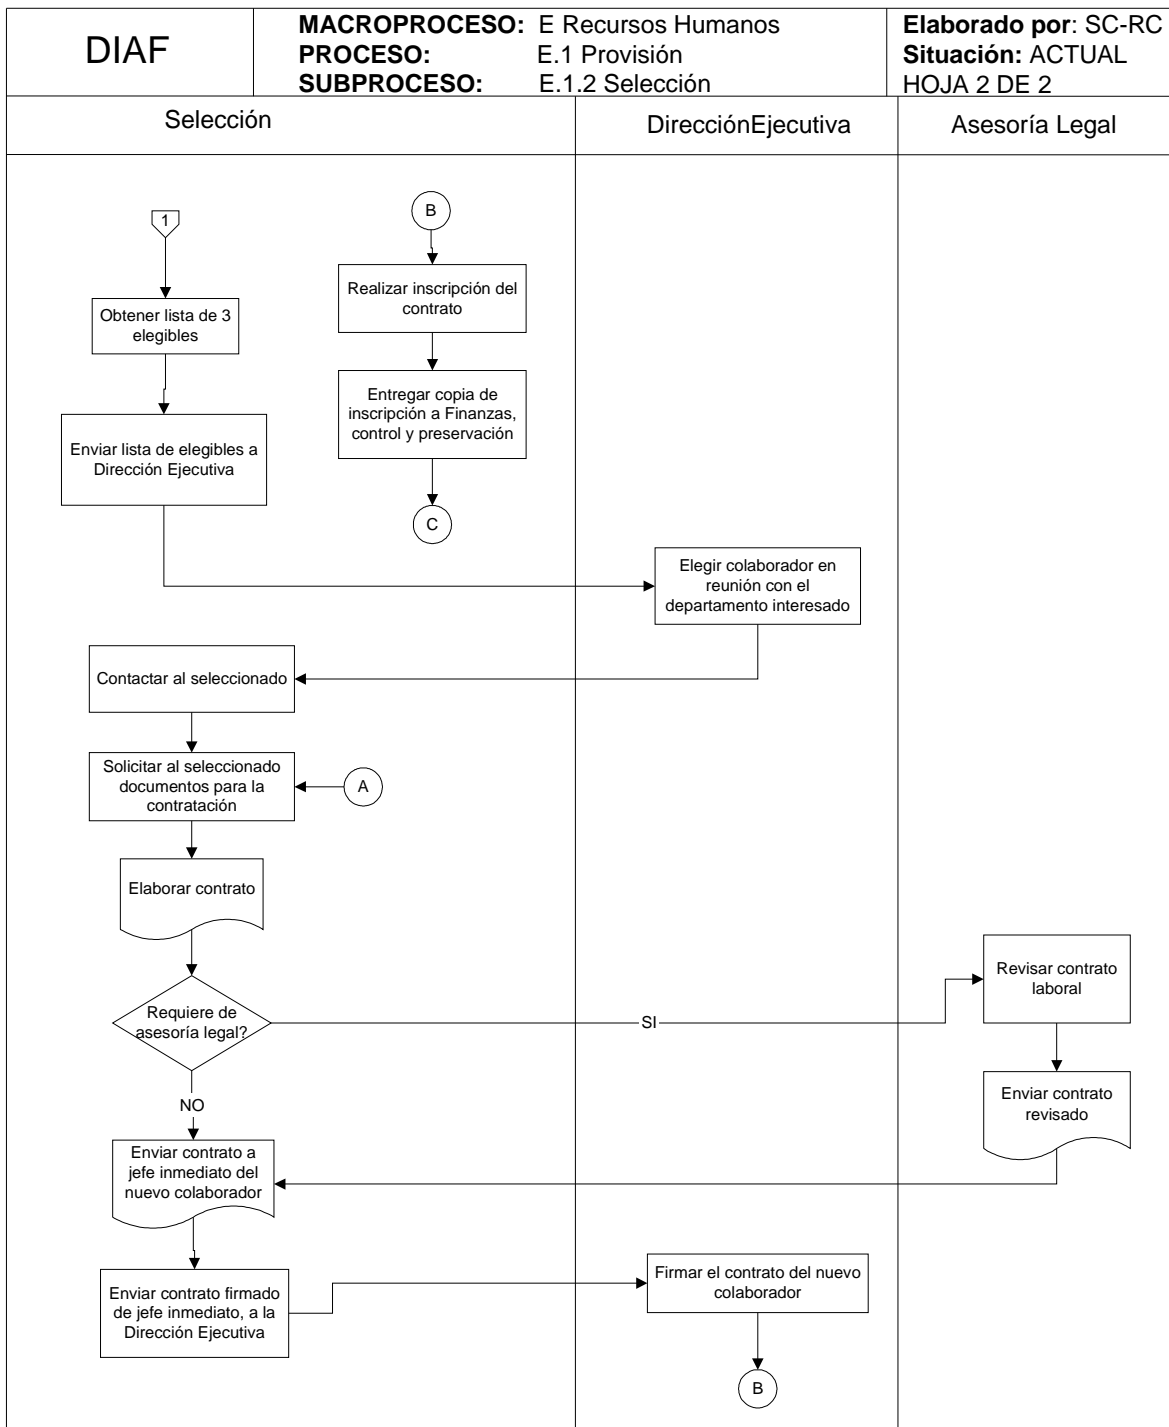 DIAF
MACROPROCESO: E Recursos Humanos
PROCESO: E.1 Provisión
SUBPROCESO: E.1.2 Selección
Elaborado por: SC-RC
Situación: ACTUAL
HOJA 2 DE 2
Selección
DirecciónEjecutiva
Asesoría Legal
1
Obtener lista de 3
elegibles
Enviar lista de elegibles a
Dirección Ejecutiva
B
Realizar inscripción del
contrato
Entregar copia de
inscripción a Finanzas,
control y preservación
C
Elegir colaborador en
reunión con el
departamento interesado
Contactar al seleccionado
Solicitar al seleccionado
documentos para la
contratación
A
Elaborar contrato
Requiere de
asesoría legal?
SI
Revisar contrato
laboral
Enviar contrato
revisado
NO
Enviar contrato a
jefe inmediato del
nuevo colaborador
Enviar contrato firmado
de jefe inmediato, a la
Dirección Ejecutiva
Firmar el contrato del nuevo
colaborador
B